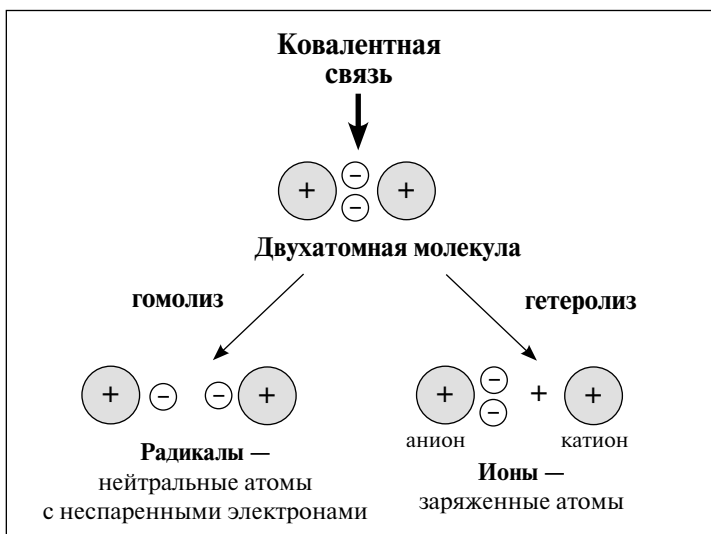 Ковалентная
связь
+ − − +
Двухатомная молекула
гомолиз
гетеролиз
+ − − +
+ − − + +
анион
катион
Радикалы —
нейтральные атомы
с неспаренными электронами
Ионы —
заряженные атомы